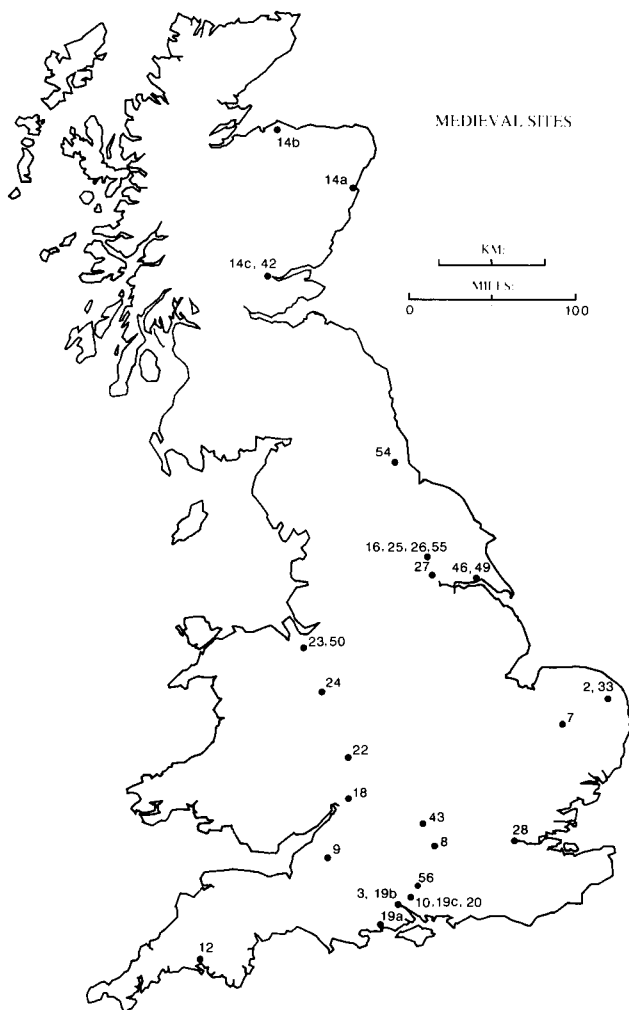 MEDIEVAL SITES
14b
14a
KM:
14c, 42
MILES:
0 100
54
16, 25, 26, 55
27
46, 49
23, 50
24
2, 33
7
22
18
43
28
8
9
56
3, 19b
10, 19c, 20
19a
12